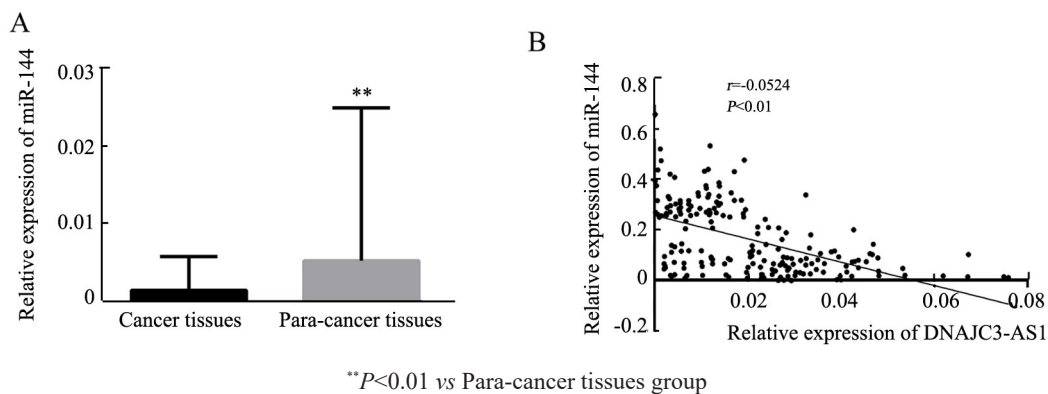 A
Relative expression of miR-144
0.03
0.02
0.01
0
**
Cancer tissues
Para-cancer tissues
B
Relative expression of miR-144
0.8
0.6
0.4
0.2
0
-0.2
r=-0.0524
P<0.01
0.02
0.04
0.06
0.08
Relative expression of DNAJC3-AS1
**P<0.01 vs Para-cancer tissues group